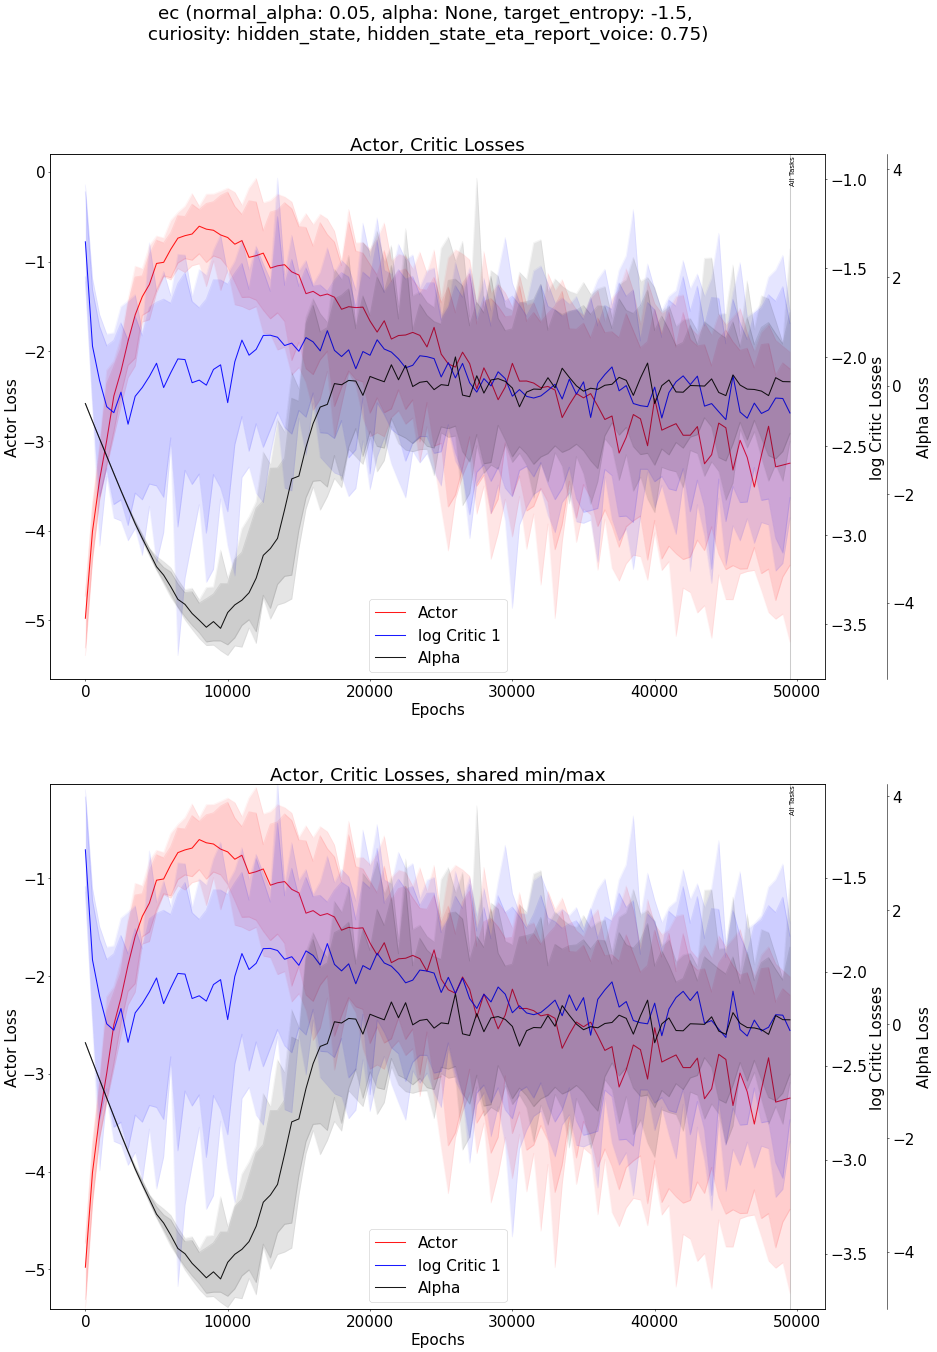 ec (normal_alpha: 0.05, alpha: None, target_entropy: -1.5,
curiosity: hidden_state, hidden_state_eta_report_voice: 0.75)
Actor, Critic Losses
All Tasks
0
−1
−2
−3
−4
−5
Actor Loss
−1.0
−1.5
−2.0
−2.5
−3.0
−3.5
log Critic Losses
4
2
0
−2
−4
Alpha Loss
Actor
log Critic 1
Alpha
0
10000
20000
30000
40000
50000
Epochs
Actor, Critic Losses, shared min/max
All Tasks
−1
−2
−3
−4
−5
Actor Loss
−1.5
−2.0
−2.5
−3.0
−3.5
log Critic Losses
4
2
0
−2
−4
Alpha Loss
Actor
log Critic 1
Alpha
0
10000
20000
30000
40000
50000
Epochs